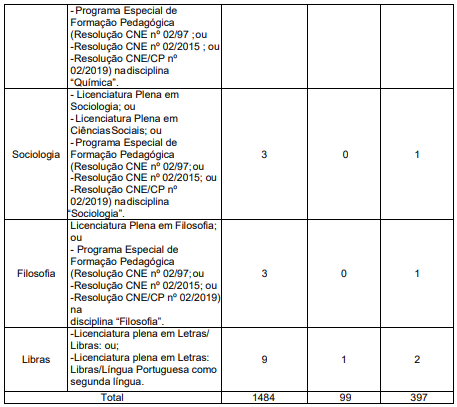 - Programa Especial de
Formação Pedagógica
(Resolução CNE nº 02/97 ;ou
-Resolução CNE nº 02/2015 ; ou
-Resolução CNE/CP nº
02/2019) nadisciplina
“Química”.
- Licenciatura Plena em
Sociologia; ou
- Licenciatura Plena em
CiênciasSociais; ou
- Programa Especial de
Formação Pedagógica
(Resolução CNE nº 02/97;ou
-Resolução CNE nº 02/2015; ou
-Resolução CNE/CP nº
02/2019) nadisciplina
“Sociologia”.
Sociologia 3 0 1
Licenciatura Plena em Filosofia;
ou
- Programa Especial de
Formação Pedagógica
(Resolução CNE nº 02/97;ou
-Resolução CNE nº 02/2015; ou
-Resolução CNE/CP nº 02/2019)
na
disciplina “Filosofia”.
Filosofia 3 0 1
-Licenciatura plena em Letras/
Libras: ou;
-Licenciatura plena em Letras:
Libras/Língua Portuguesa como
segunda língua.
Libras 9 1 2
Total 1484 99 397